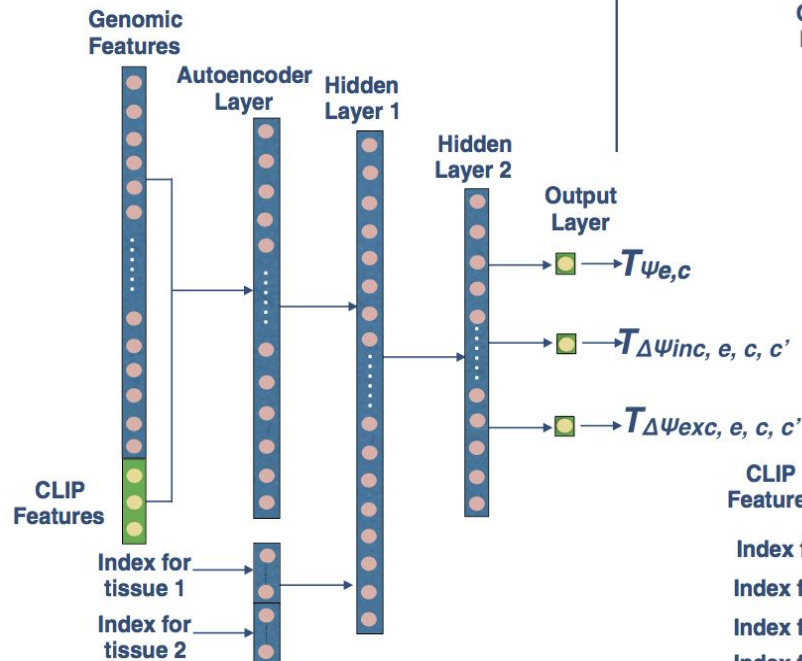 Genomic
Features
Autoencoder
Layer
Hidden
Layer 1
Hidden
Layer 2
Output
Layer
TΨe,c
TΔΨinc, e, c, c’
TΔΨexc, e, c, c’
CLIP
Features
Index for
tissue 1
Index for
tissue 2
CLIP
Feature
Index f
Index f
Index f